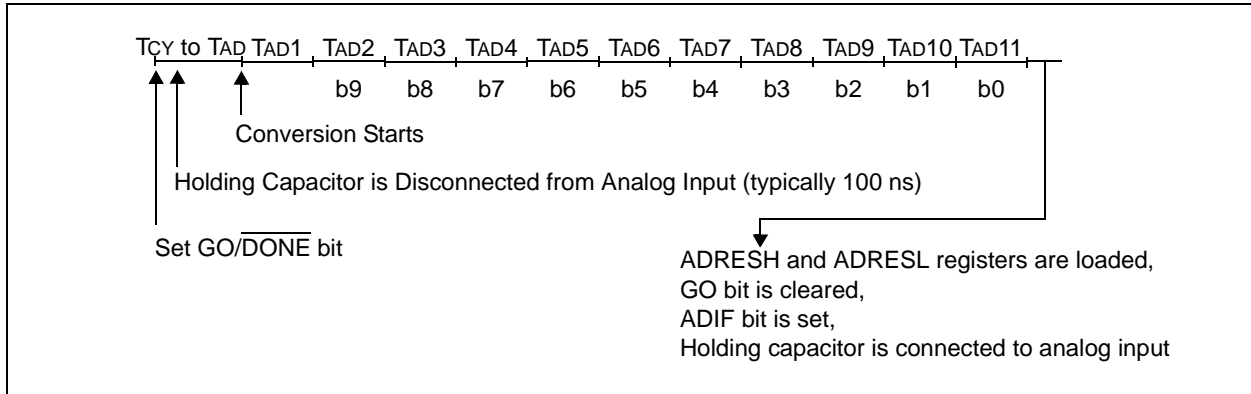 TCY to TAD TAD1 TAD2 TAD3 TAD4 TAD5 TAD6 TAD7 TAD8 TAD9 TAD10 TAD11
b9 b8 b7 b6 b5 b4 b3 b2 b1 b0
Conversion Starts
Holding Capacitor is Disconnected from Analog Input (typically 100 ns)
Set GO/DONE bit
ADRESH and ADRESL registers are loaded,
GO bit is cleared,
ADIF bit is set,
Holding capacitor is connected to analog input